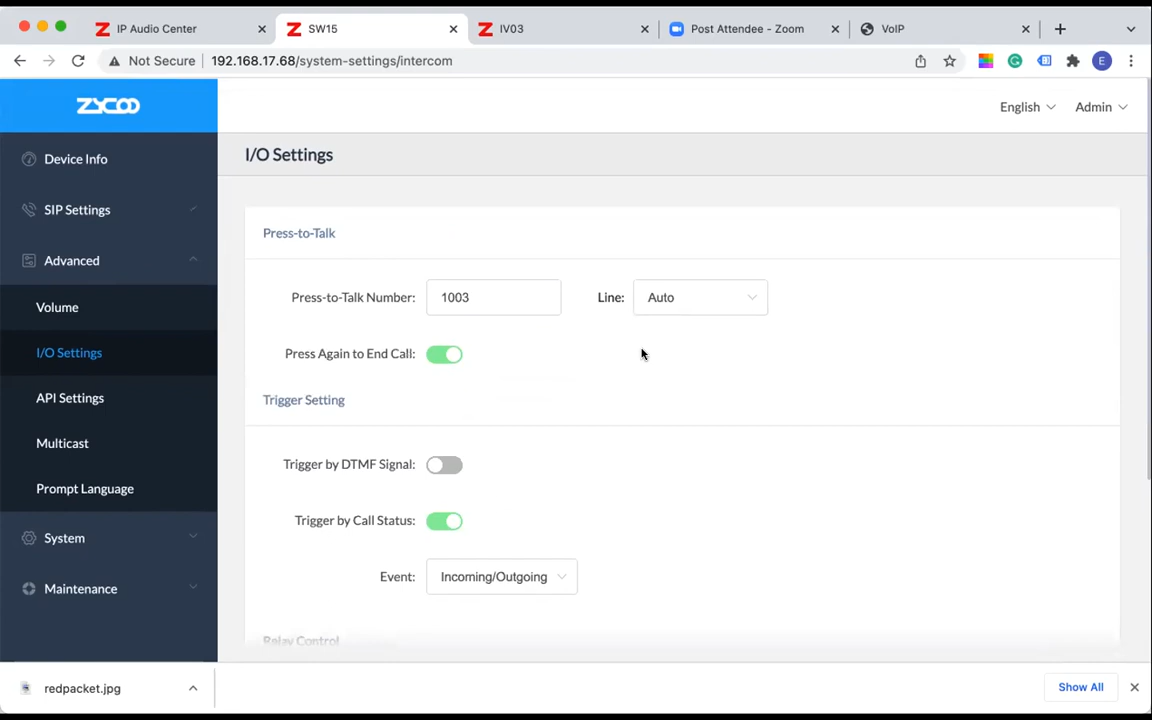 IP Audio Center
SW15
IV03
Post Attendee - Zoom
VoIP
Not Secure
192.168.17.68/system-settings/intercom
E
ZYCOO
English
Admin
Device Info
SIP Settings
Advanced
Volume
I/O Settings
API Settings
Multicast
Prompt Language
System
Maintenance
I/O Settings
Press-to-Talk
Press-to-Talk Number:
1003
Line:
Auto
Press Again to End Call:
Trigger Setting
Trigger by DTMF Signal:
Trigger by Call Status:
Event:
Incoming/Outgoing
Relay Control
redpacket.jpg
Show All